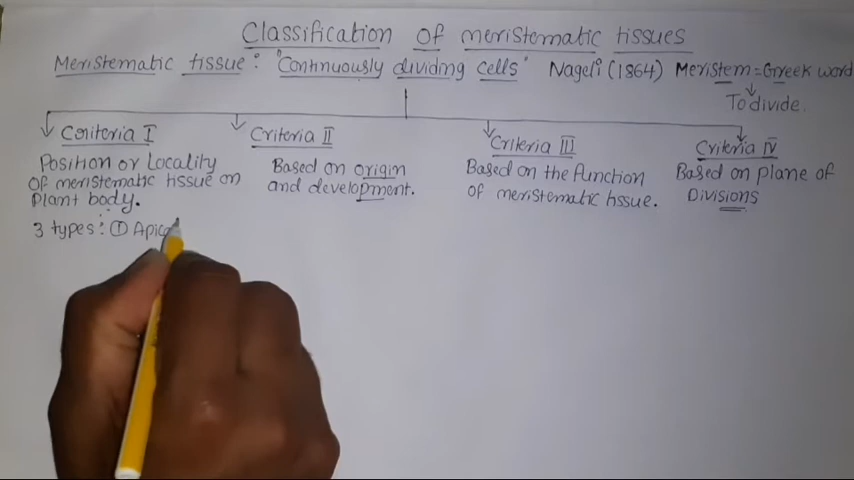 Classification of meristematic tissues
Meristematic tissue : "Continuously dividing cells" Nageli (1864) Meristem = Greek word
To divide.
Criteria I
Position or Locality
of meristematic tissue on
Plant body.
3 types : ① Apica
Criteria II
Based on origin
and development.
Criteria III
Based on the function
of meristematic tissue.
Criteria IV
Based on plane of
Divisions